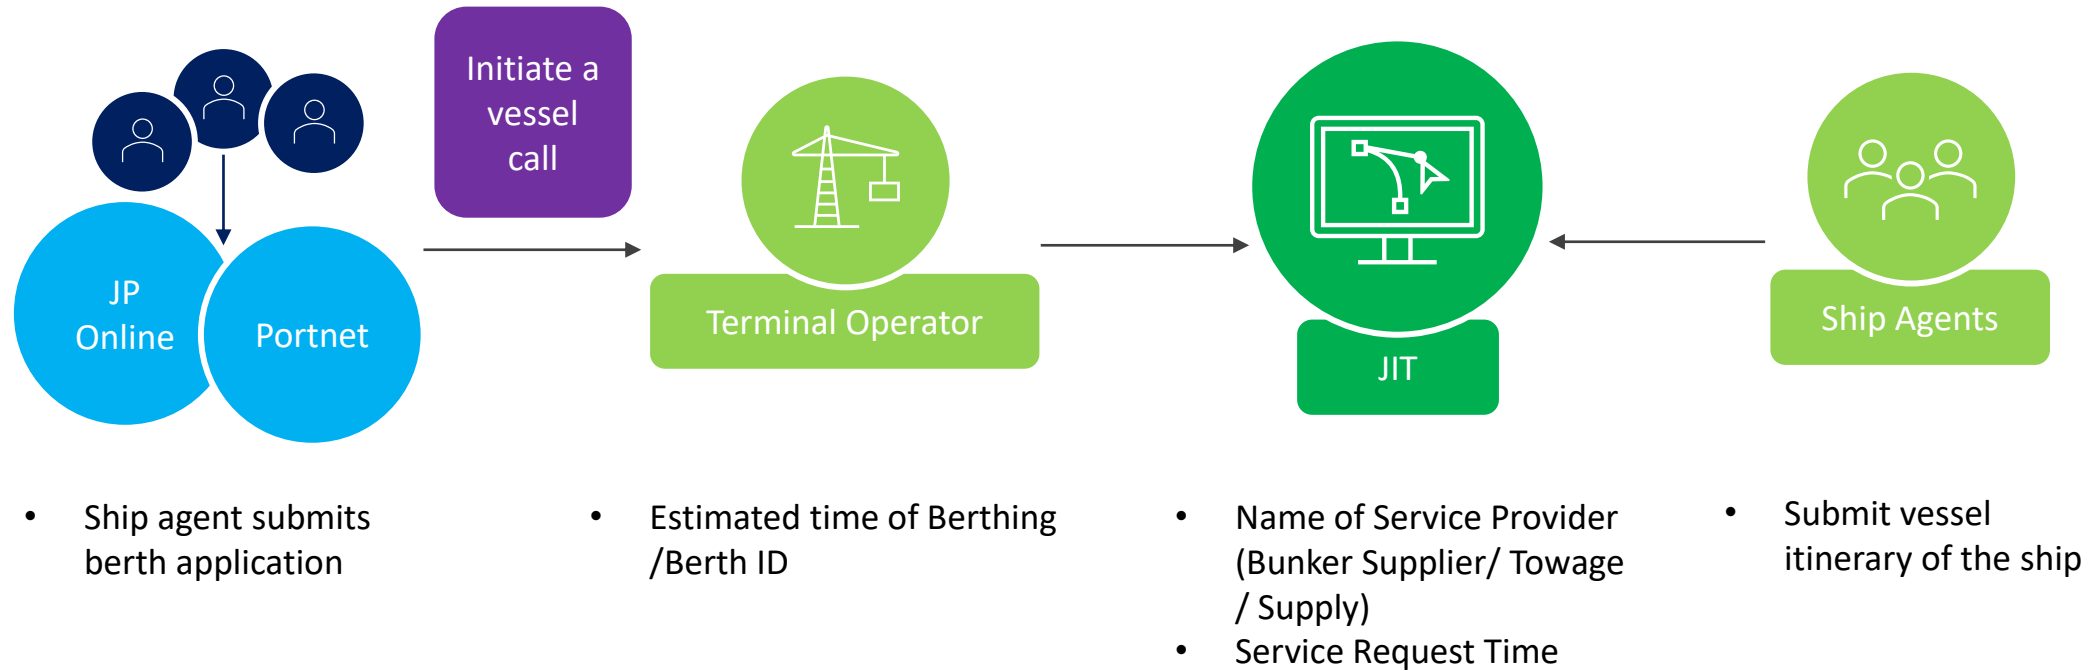 Initiate a
vessel
call
JP
Online
Portnet
Terminal Operator
JIT
Ship Agents
• Ship agent submits
berth application
• Estimated time of Berthing
/Berth ID
• Name of Service Provider
(Bunker Supplier/ Towage
/ Supply)
• Service Request Time
• Submit vessel
itinerary of the ship